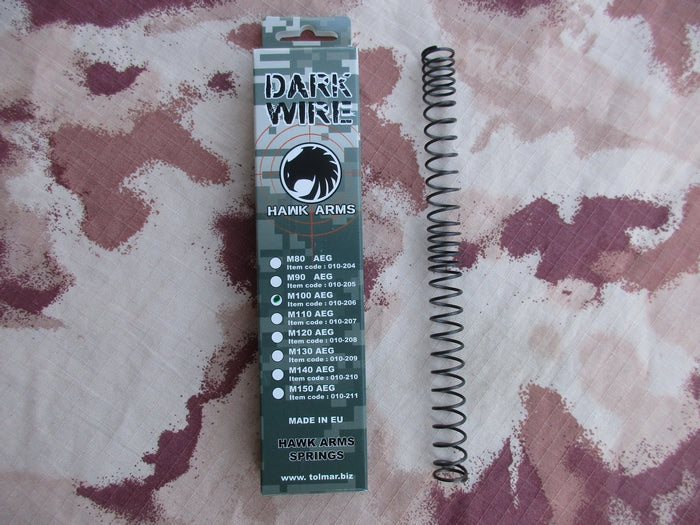 DARK
WIRE
HAWK ARMS
M80 AEG
Item code : 010-204
M90 AEG
Item code : 010-205
M100 AEG
Item code : 010-206
M110 AEG
Item code : 010-207
M120 AEG
Item code : 010-208
M130 AEG
Item code : 010-209
M140 AEG
Item code : 010-210
M150 AEG
Item code : 010-211
MADE IN EU
HAWK ARMS
SPRINGS
www. tolmar.biz